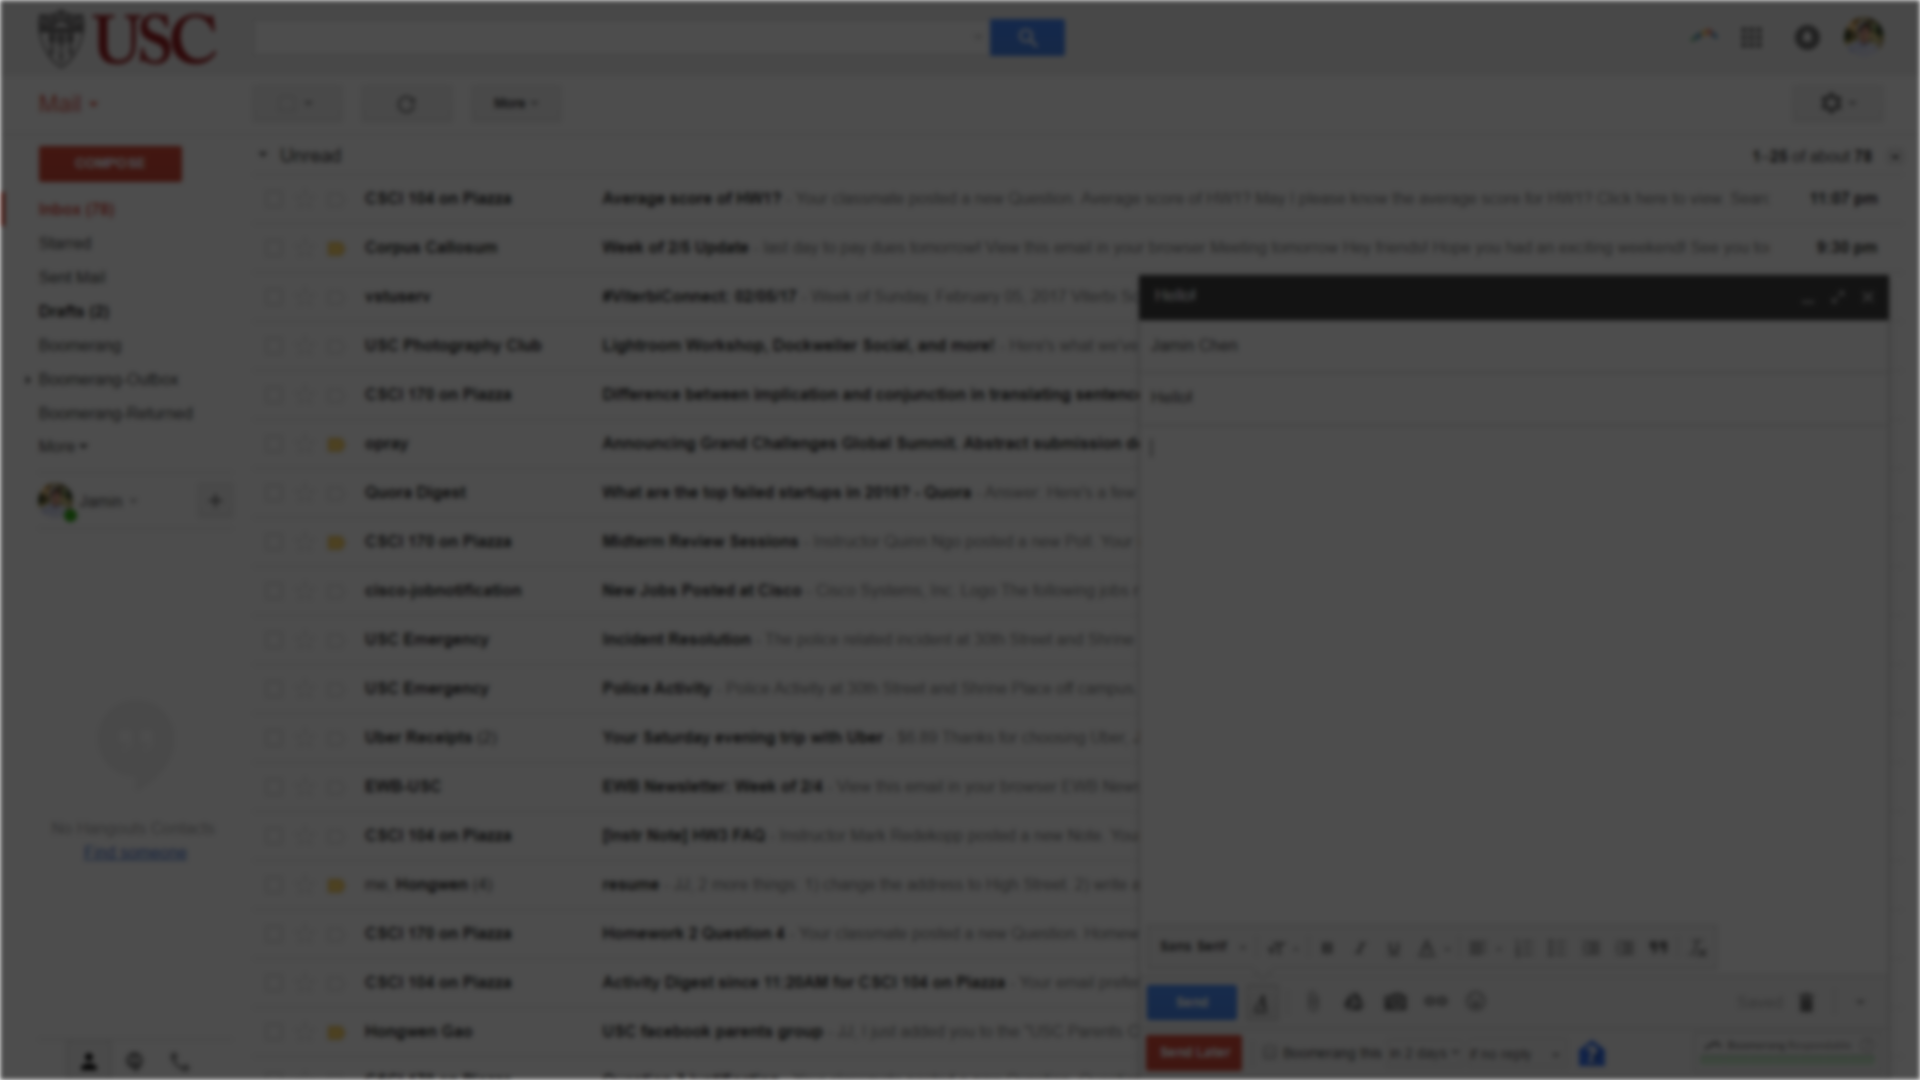 USC
Mail
More
COMPOSE
Unread
1-25 of about 78
Inbox (78)
Starred
Sent Mail
Drafts (2)
Boomerang
Boomerang-Outbox
Boomerang-Returned
More
Jamin
No Hangouts Contacts
Find someone
CSCI 104 on Piazza Average score of HW1? - Your classmate posted a new Question. Average score of HW1? May I please know the average score for HW1? Click here to view. 11:07 pm
Corpus Callosum Week of 2/5 Update - last day to pay dues tomorrow! View this email in your browser Meeting tomorrow Hey friends! Hope you had an exciting weekend! See you 9:30 pm
vstuserv #ViterbiConnect: 02/05/17 - Week of Sunday, February 05, 2017 Viterbi
USC Photography Club Lightroom Workshop, Dockweiler Social, and more! - Here's what we've
CSCI 170 on Piazza Difference between implication and conjunction in translating
opray Announcing Grand Challenges Global Summit. Abstract submission
Quora Digest What are the top failed startups in 2016? - Quora - Answer: Here's a few
CSCI 170 on Piazza Midterm Review Sessions - Instructor Ngo posted a new Poll. Your
cisco-jobnotification New Jobs Posted at Cisco - Cisco Systems, Inc. Logo The following jobs
USC Emergency Incident Resolution - The police related incident at 30th Street and Shrine
USC Emergency Police Activity - Police Activity at 30th Street and Shrine Place off campus
Uber Receipts (2) Your Saturday evening trip with Uber - Thanks for choosing Uber,
EWB-USC EWB Newsletter: Week of 2/4 - View this email in your browser EWB
CSCI 104 on Piazza [Instr Note] HW3 FAQ - Instructor Mark Redekopp posted a new Note. You
me, Hongwen (4) resume - JJ, 2 more things: 1) change the address to High Street. 2) write
CSCI 170 on Piazza Homework 2 Question 4 - Your classmate posted a new Question.
CSCI 104 on Piazza Activity Digest since 11:20AM for CSCI 104 on Piazza - Your email
Hongwen Gao USC facebook parents group - JJ, I just added you to the "USC Parents
Hello!
Jamin Chen
Hello!
Sans Serif
Send
Saved
Send Later Boomerang this in 2 days if no reply